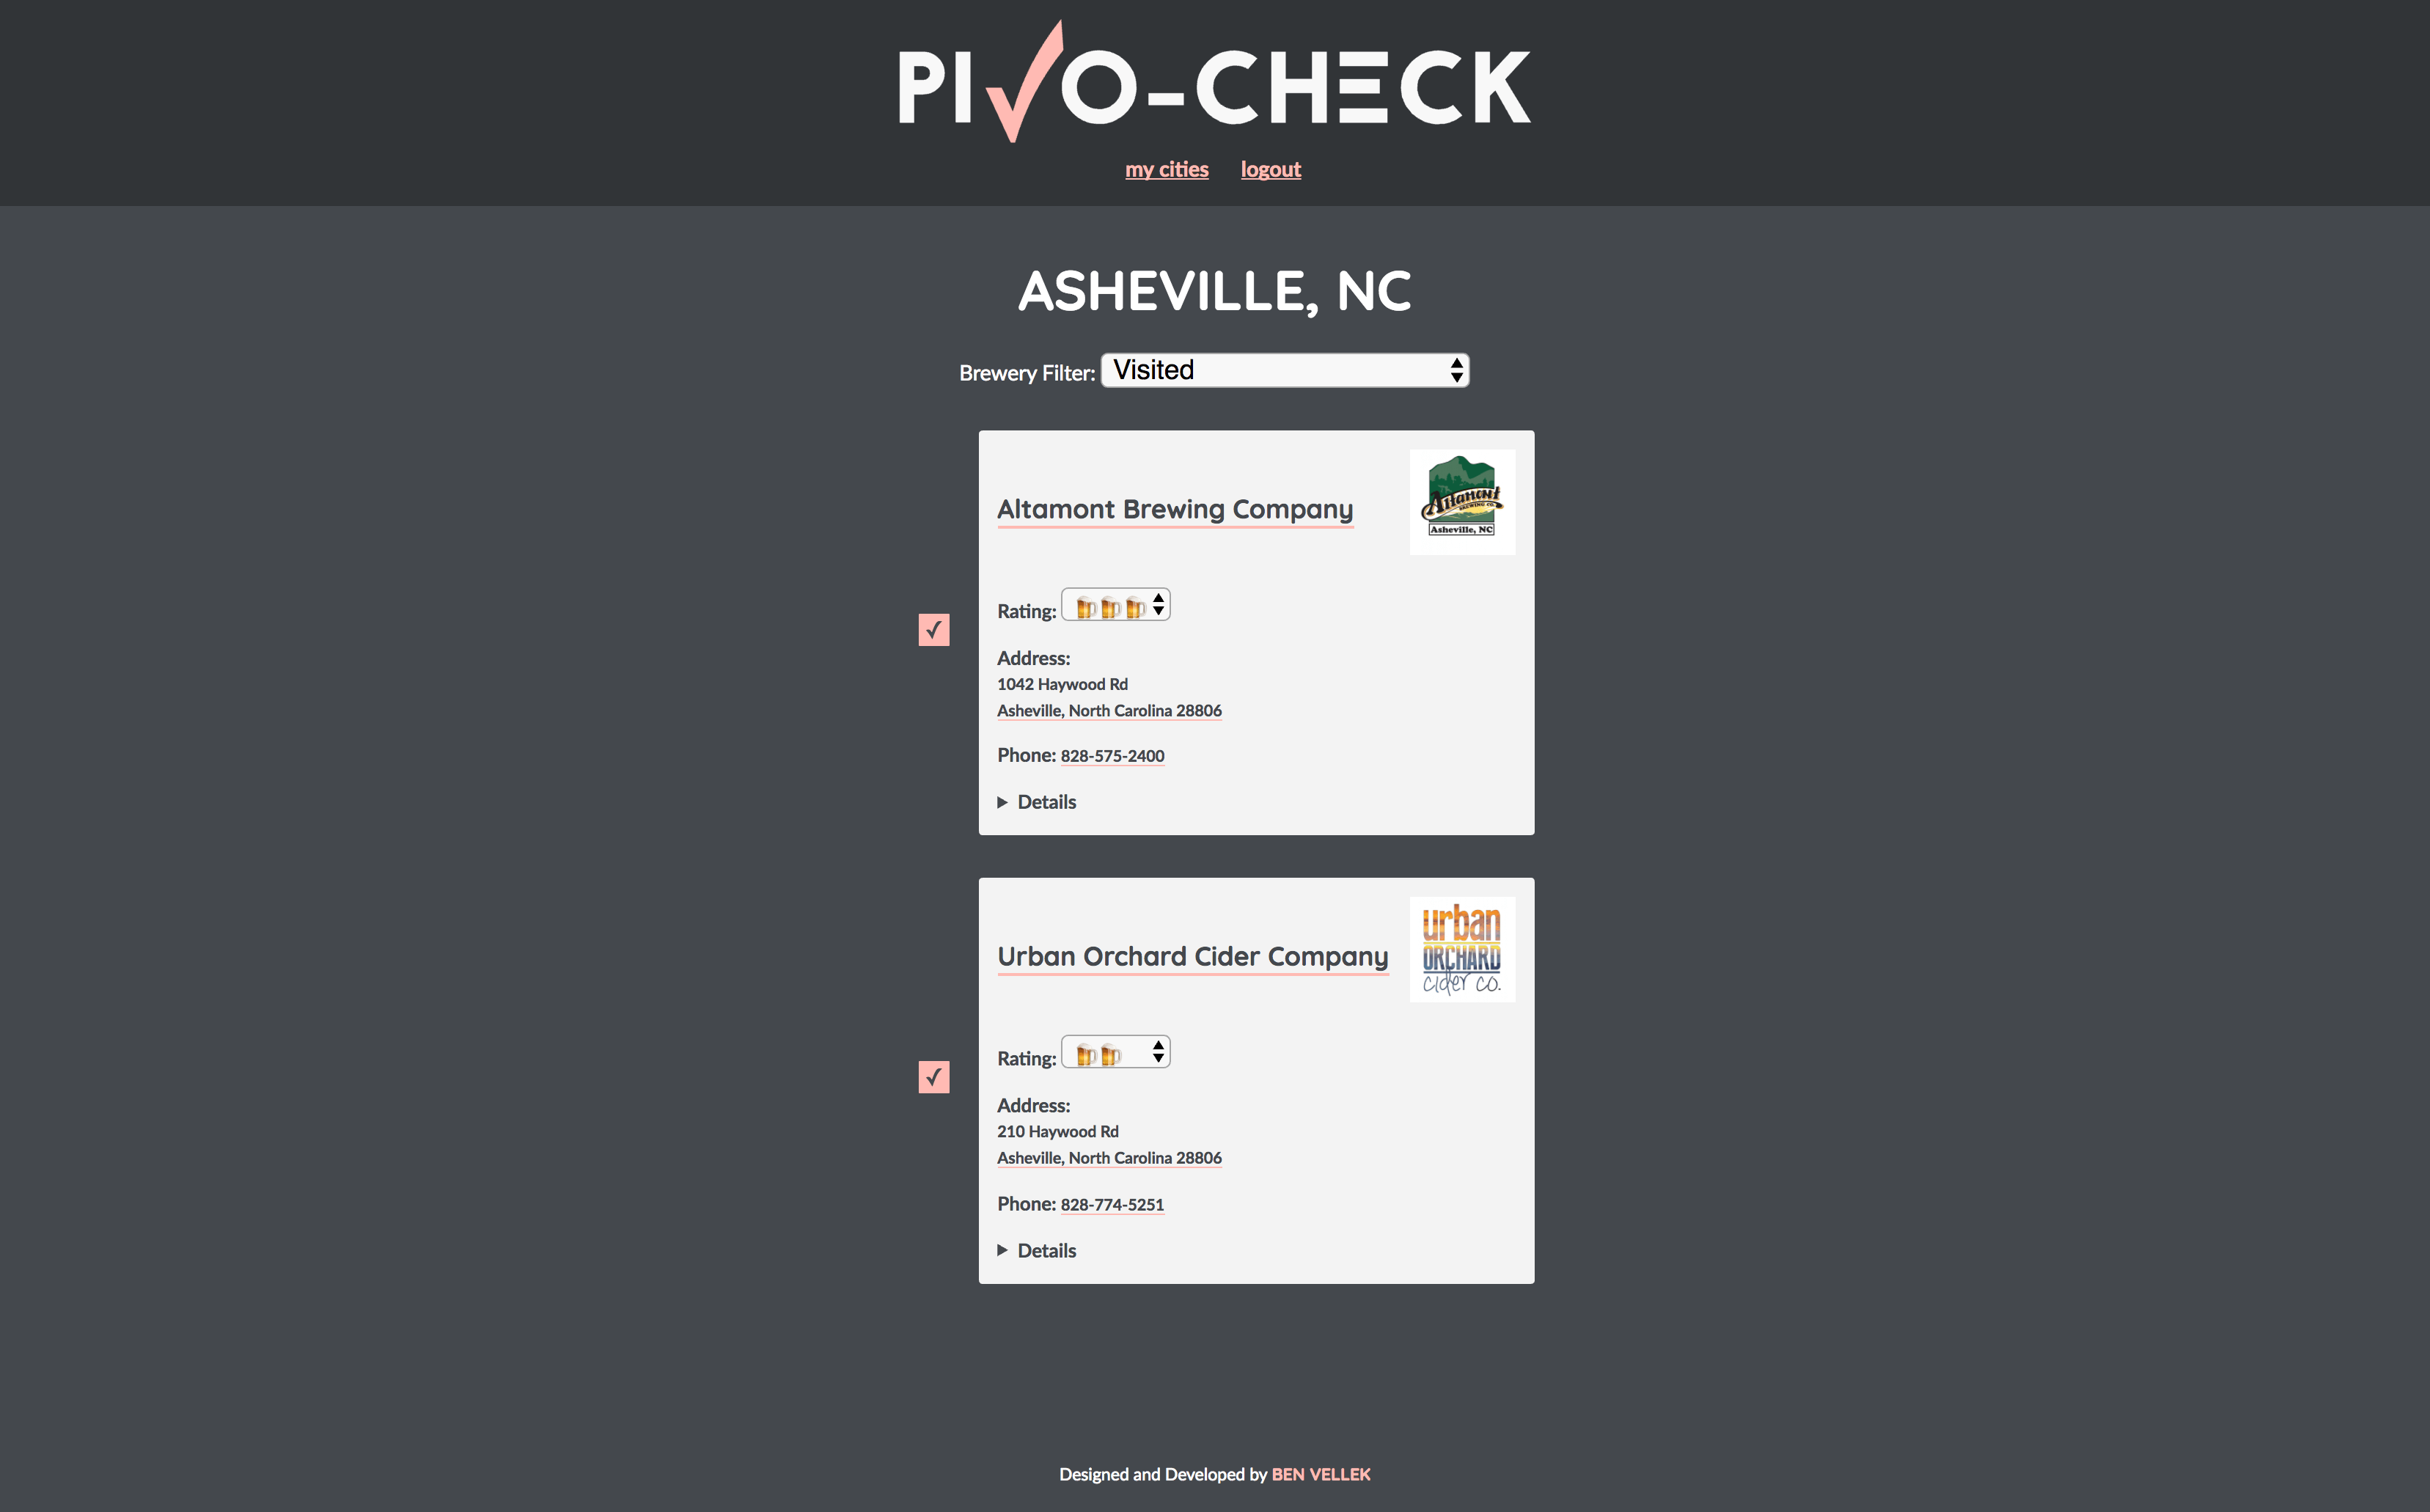 PIVO-CHECK
my cities logout
ASHEVILLE, NC
Brewery Filter: Visited
Altamont Brewing Company
Altamont
BREWING CO.
Asheville, NC
Rating:
Address:
1042 Haywood Rd
Asheville, North Carolina 28806
Phone: 828-575-2400
Details
Urban Orchard Cider Company
urban
ORCHARD
cider co.
Rating:
Address:
210 Haywood Rd
Asheville, North Carolina 28806
Phone: 828-774-5251
Details
Designed and Developed by BEN VELLEK